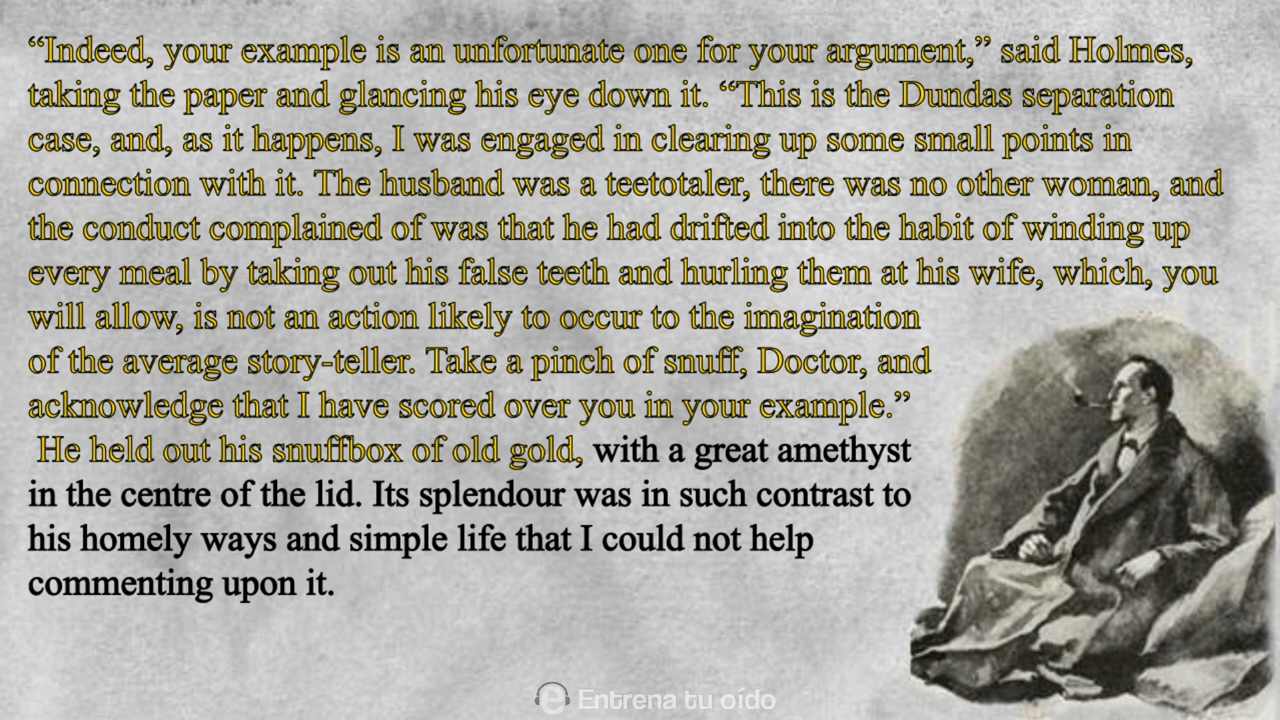 “Indeed, your example is an unfortunate one for your argument,” said Holmes,
taking the paper and glancing his eye down it. “This is the Dundas separation
case, and, as it happens, I was engaged in clearing up some small points in
connection with it. The husband was a teetotaler, there was no other woman, and
the conduct complained of was that he had drifted into the habit of winding up
every meal by taking out his false teeth and hurling them at his wife, which, you
will allow, is not an action likely to occur to the imagination
of the average story-teller. Take a pinch of snuff, Doctor, and
acknowledge that I have scored over you in your example.”
He held out his snuffbox of old gold, with a great amethyst
in the centre of the lid. Its splendour was in such contrast to
his homely ways and simple life that I could not help
commenting upon it.
e Entrena tu oído